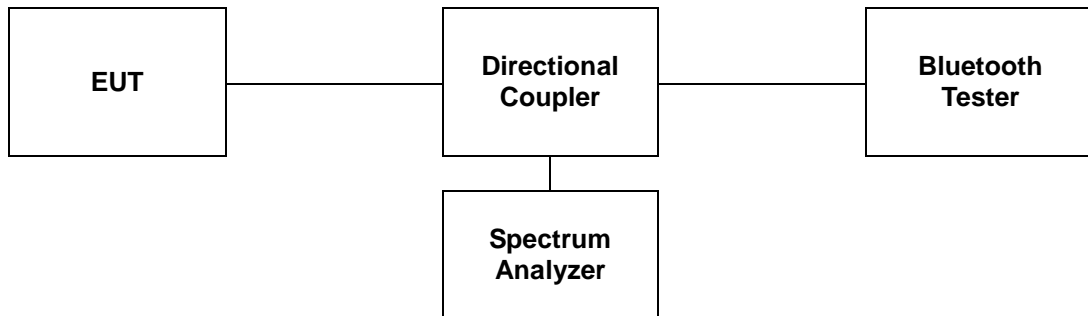 EUT
Directional
Coupler
Bluetooth
Tester
Spectrum
Analyzer